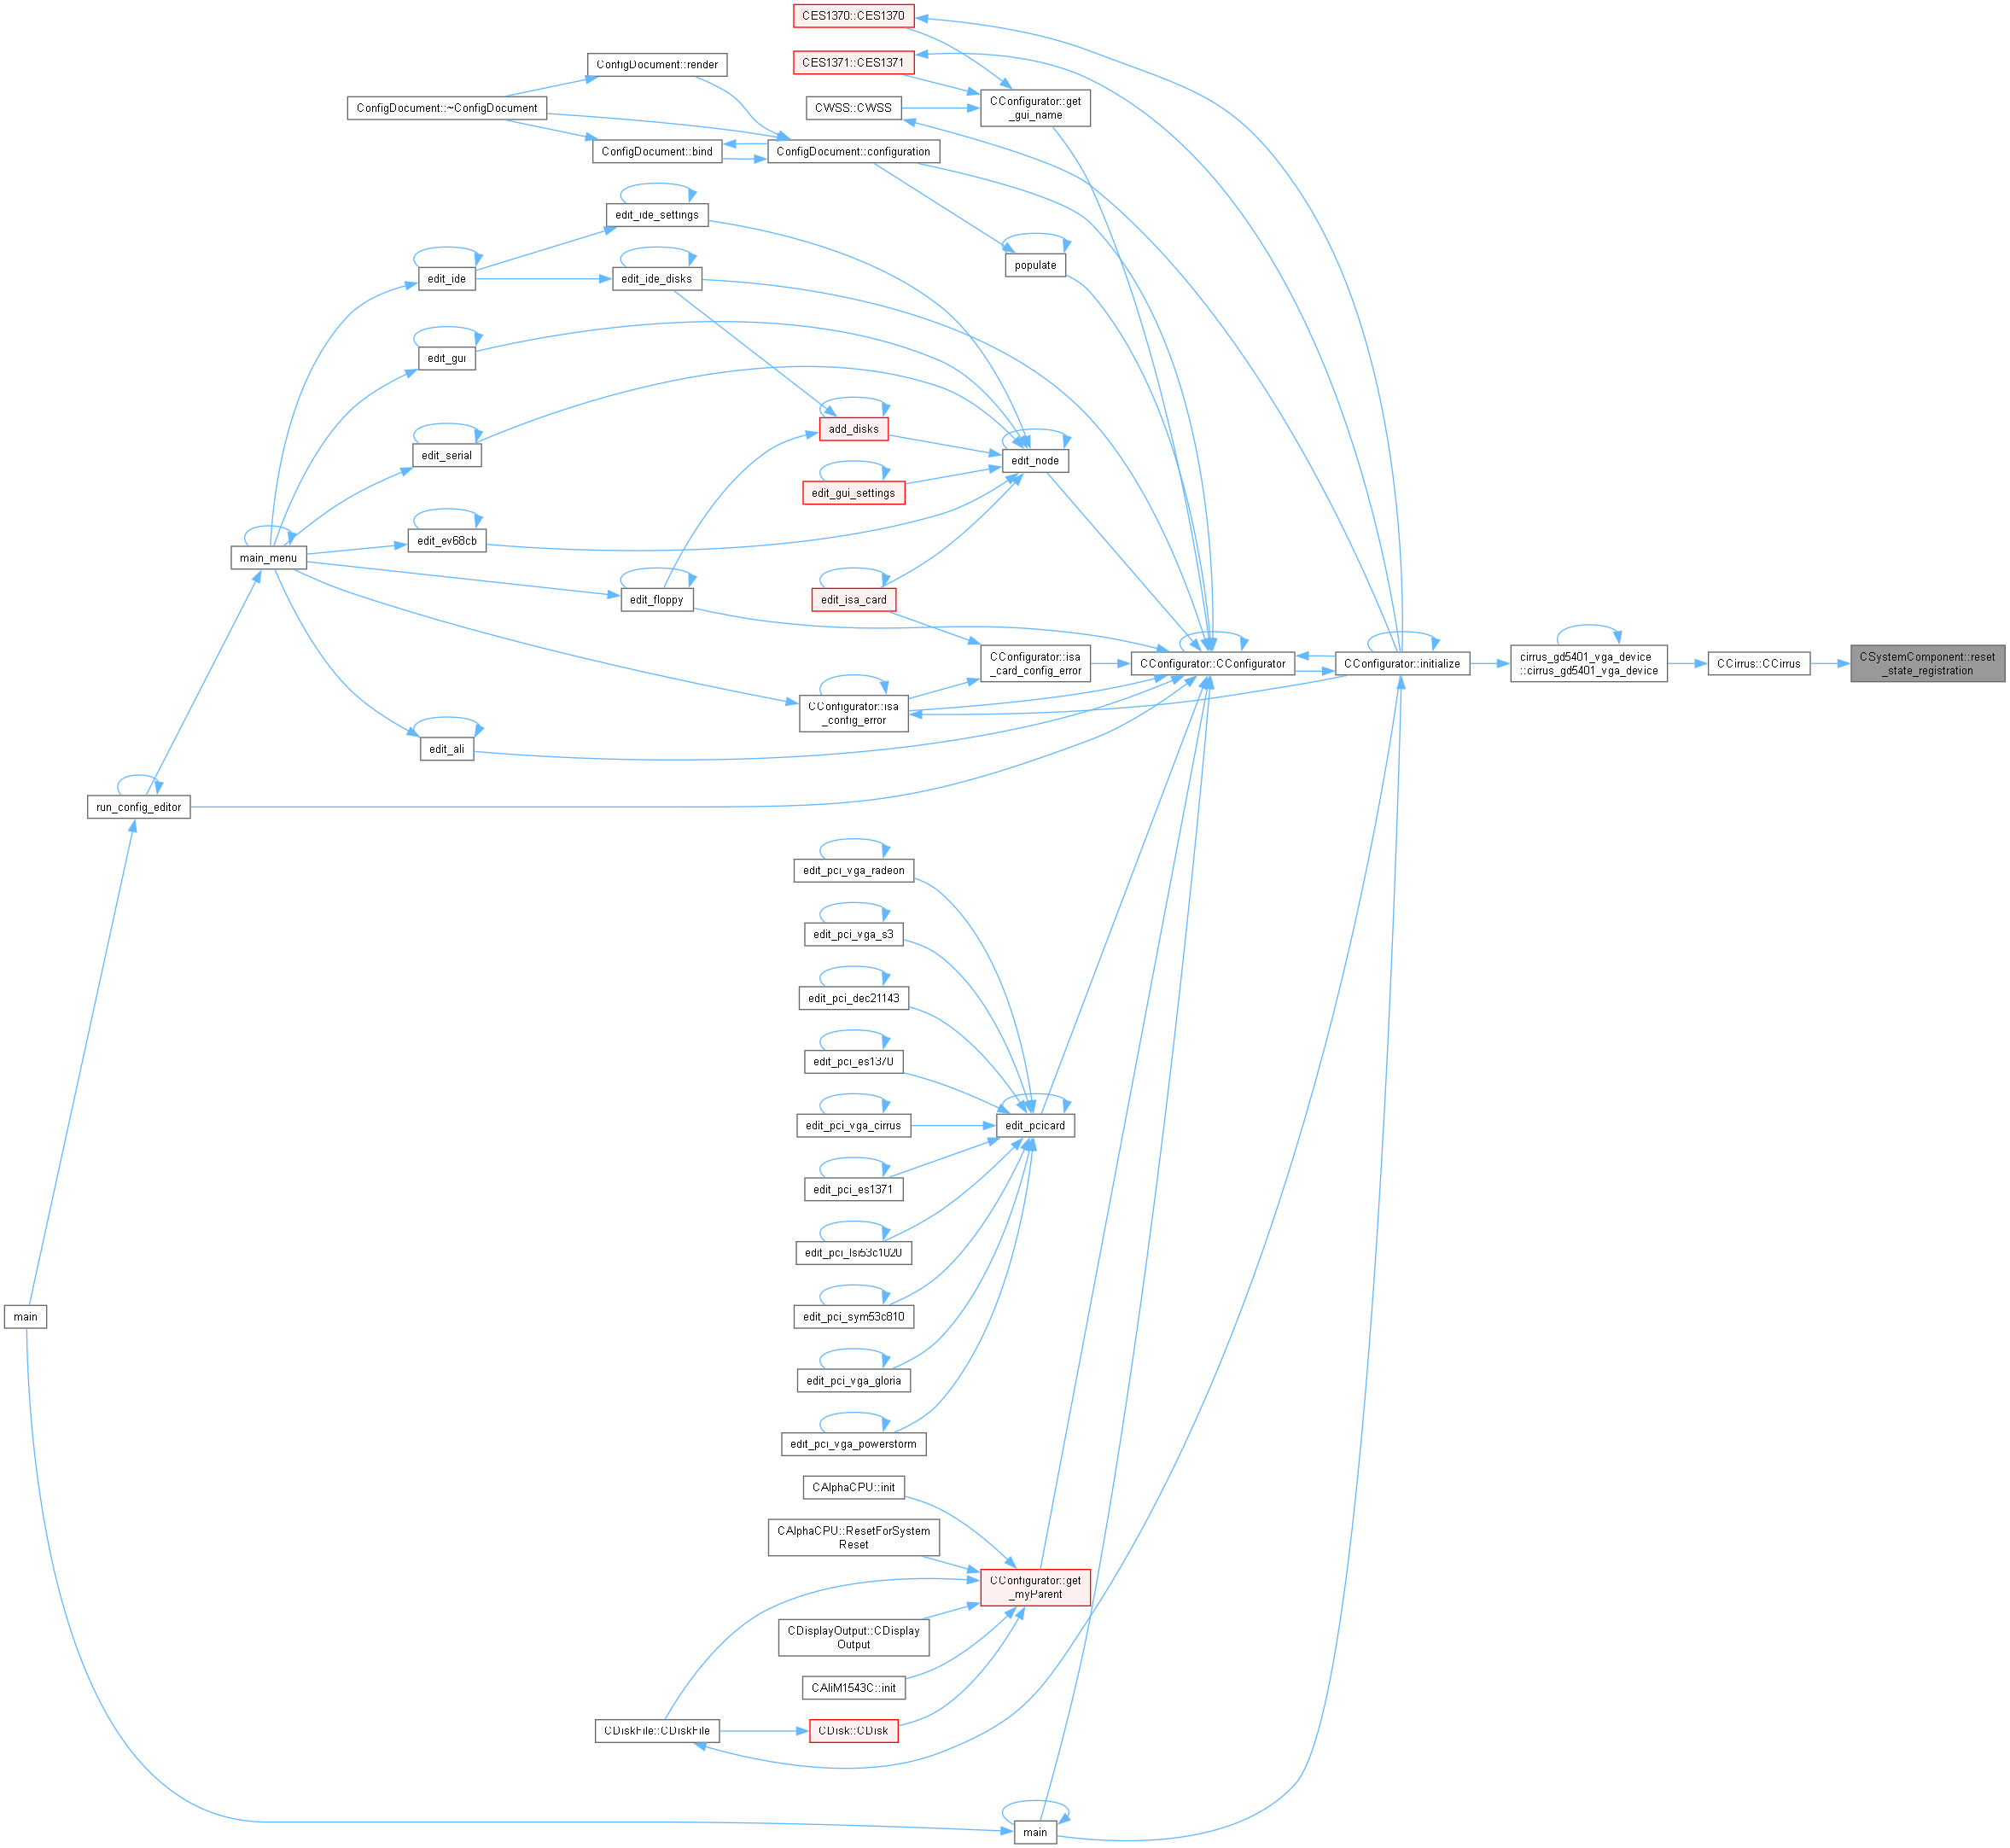 CES1370::CES1370
CES1371::CES1371
ConfigDocument::render
ConfigDocument::~ConfigDocument
CWSS::CWSS
CConfigurator::get
_gui_name
ConfigDocument::bind
ConfigDocument::configuration
edit_ide_settings
edit_ide
edit_ide_disks
populate
edit_gui
add_disks
edit_serial
edit_node
edit_gui_settings
edit_ev68cb
main_menu
edit_floppy
edit_isa_card
CConfigurator::isa
_card_config_error
CConfigurator::CConfigurator
CConfigurator::initialize
cirrus_gd5401_vga_device
::cirrus_gd5401_vga_device
CCirrus::CCirrus
CSystemComponent::reset
_state_registration
CConfigurator::isa
_config_error
edit_ali
run_config_editor
edit_pci_vga_radeon
edit_pci_vga_s3
edit_pci_dec21143
edit_pci_es1370
edit_pci_vga_cirrus
edit_pcicard
edit_pci_es1371
edit_pci_lsi53c1020
main
edit_pci_sym53c810
edit_pci_vga_gloria
edit_pci_vga_powerstorm
CAlphaCPU::init
CAlphaCPU::ResetForSystem
Reset
CConfigurator::get
_myParent
CDisplayOutput::CDisplay
Output
CAliM1543C::init
CDiskFile::CDiskFile
CDisk::CDisk
main